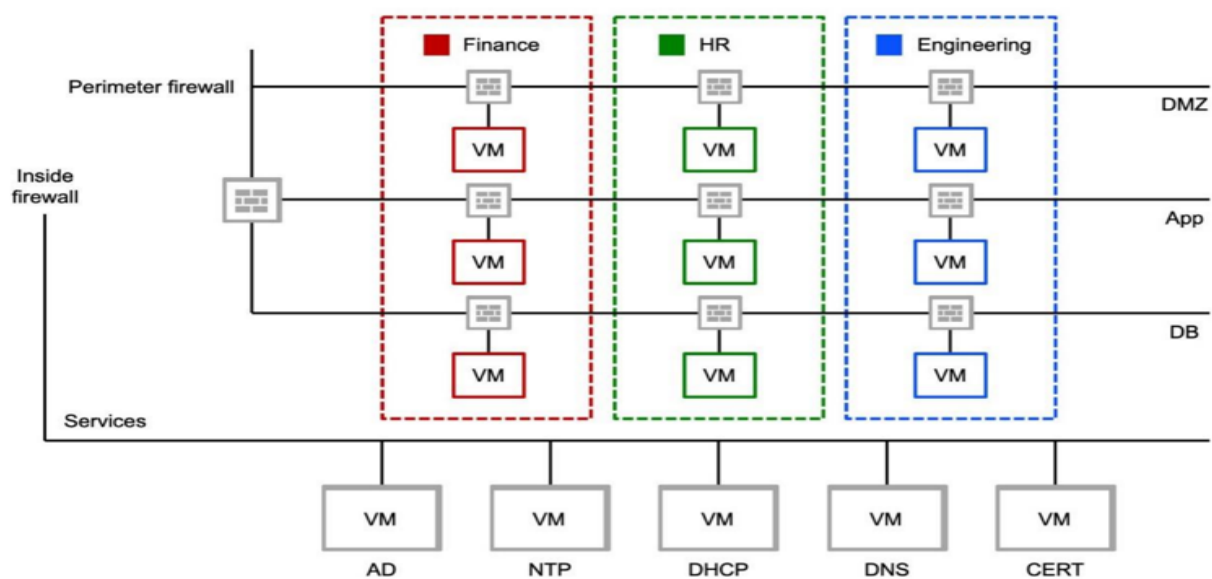 Finance
HR
Engineering
Perimeter firewall
DMZ
VM
VM
VM
Inside
firewall
App
VM
VM
VM
DB
VM
VM
VM
Services
VM
VM
VM
VM
VM
AD
NTP
DHCP
DNS
CERT